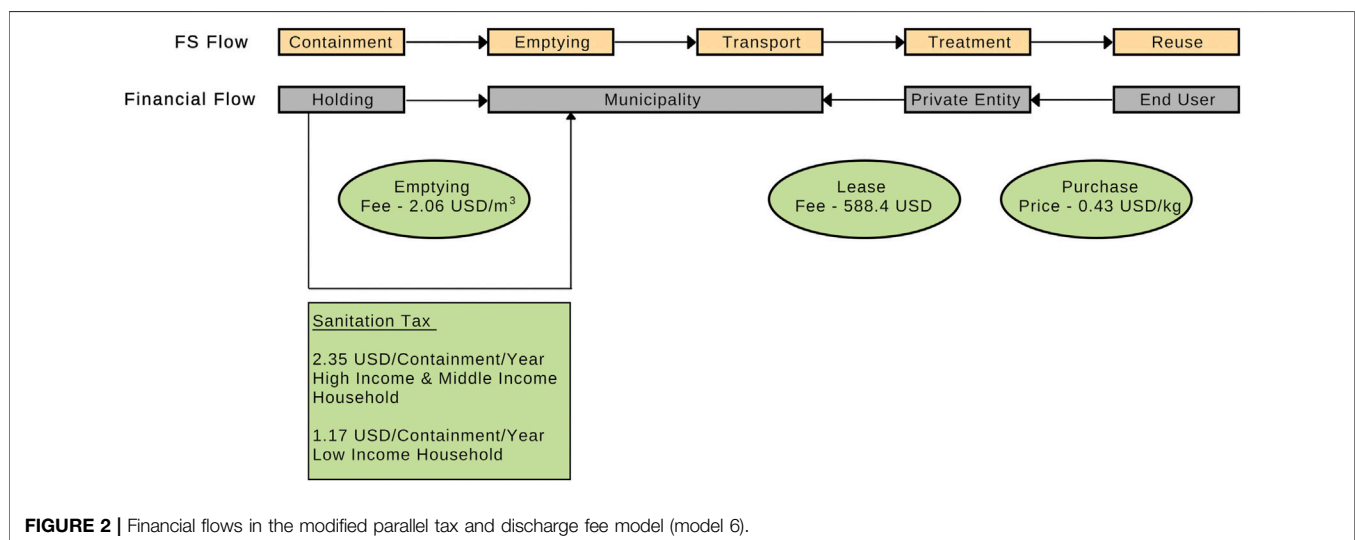 FS Flow
Containment
Emptying
Transport
Treatment
Reuse
Financial Flow
Holding
Municipality
Private Entity
End User
Emptying
Fee - 2.06 USD/m³
Lease
Fee - 588.4 USD
Purchase
Price - 0.43 USD/kg
Sanitation Tax
2.35 USD/Containment/Year
High Income & Middle Income
Household
1.17 USD/Containment/Year
Low Income Household
FIGURE 2 | Financial flows in the modified parallel tax and discharge fee model (model 6).